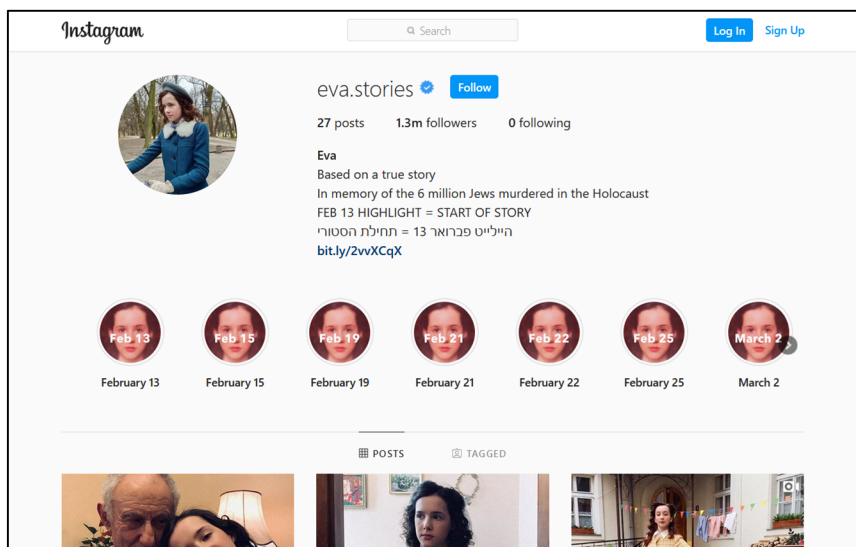 Instagram
Search
Log In
Sign Up
eva.stories
Follow
27 posts 1.3m followers 0 following
Eva
Based on a true story
In memory of the 6 million Jews murdered in the Holocaust
FEB 13 HIGHLIGHT = START OF STORY
היילייט פברואר 13 = תחילת הסטורי
bit.ly/2vvXCqX
Feb 13
Feb 15
Feb 19
Feb 21
Feb 22
Feb 25
March 2
February 13
February 15
February 19
February 21
February 22
February 25
March 2
POSTS
TAGGED